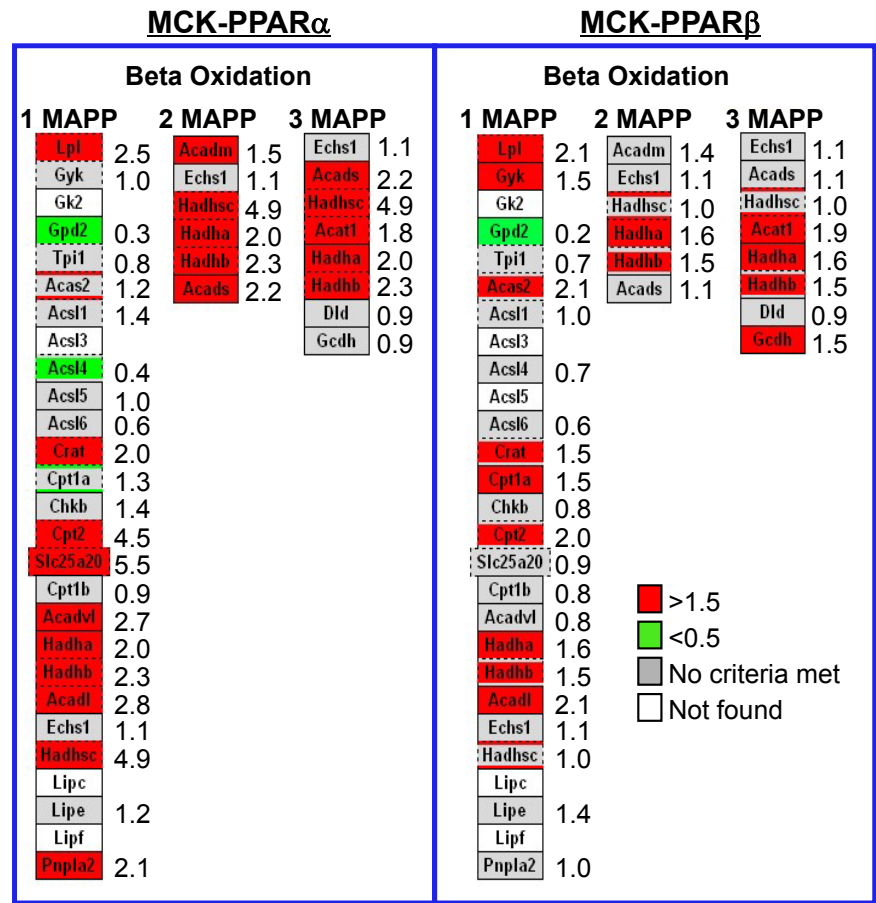 MCK-PPARα
Beta Oxidation
1 MAPP 2 MAPP 3 MAPP
Lpl 2.5
Gyk 1.0
Gk2
Gpd2 0.3
Tpi1 0.8
Acas2 1.2
Acsl1 1.4
Acsl3
Acsl4 0.4
Acsl5 1.0
Acsl6 0.6
Crat 2.0
Cpt1a 1.3
Chkb 1.4
Cpt2 4.5
Slc25a20 5.5
Cpt1b 0.9
Acadvl 2.7
Hadha 2.0
Hadhb 2.3
Acadl 2.8
Echs1 1.1
Hadhsc 4.9
Lipc
Lipe 1.2
Lipf
Pnpla2 2.1
Acadm 1.5
Echs1 1.1
Hadhsc 4.9
Hadha 2.0
Hadhb 2.3
Acads 2.2
Echs1 1.1
Acads 2.2
Hadhsc 4.9
Acat1 1.8
Hadha 2.0
Hadhb 2.3
Dld 0.9
Gcdh 0.9
MCK-PPARβ
Beta Oxidation
1 MAPP 2 MAPP 3 MAPP
Lpl 2.1
Gyk 1.5
Gk2
Gpd2 0.2
Tpi1 0.7
Acas2 2.1
Acsl1 1.0
Acsl3
Acsl4 0.7
Acsl5
Acsl6 0.6
Crat 1.5
Cpt1a 1.5
Chkb 0.8
Cpt2 2.0
Slc25a20 0.9
Cpt1b 0.8
Acadvl 0.8
Hadha 1.6
Hadhb 1.5
Acadl 2.1
Echs1 1.1
Hadhsc 1.0
Lipc
Lipe 1.4
Lipf
Pnpla2 1.0
Acadm 1.4
Echs1 1.1
Hadhsc 1.0
Hadha 1.6
Hadhb 1.5
Acads 1.1
Echs1 1.1
Acads 1.1
Hadhsc 1.0
Acat1 1.9
Hadha 1.6
Hadhb 1.5
Dld 0.9
Gcdh 1.5
>1.5
<0.5
No criteria met
Not found